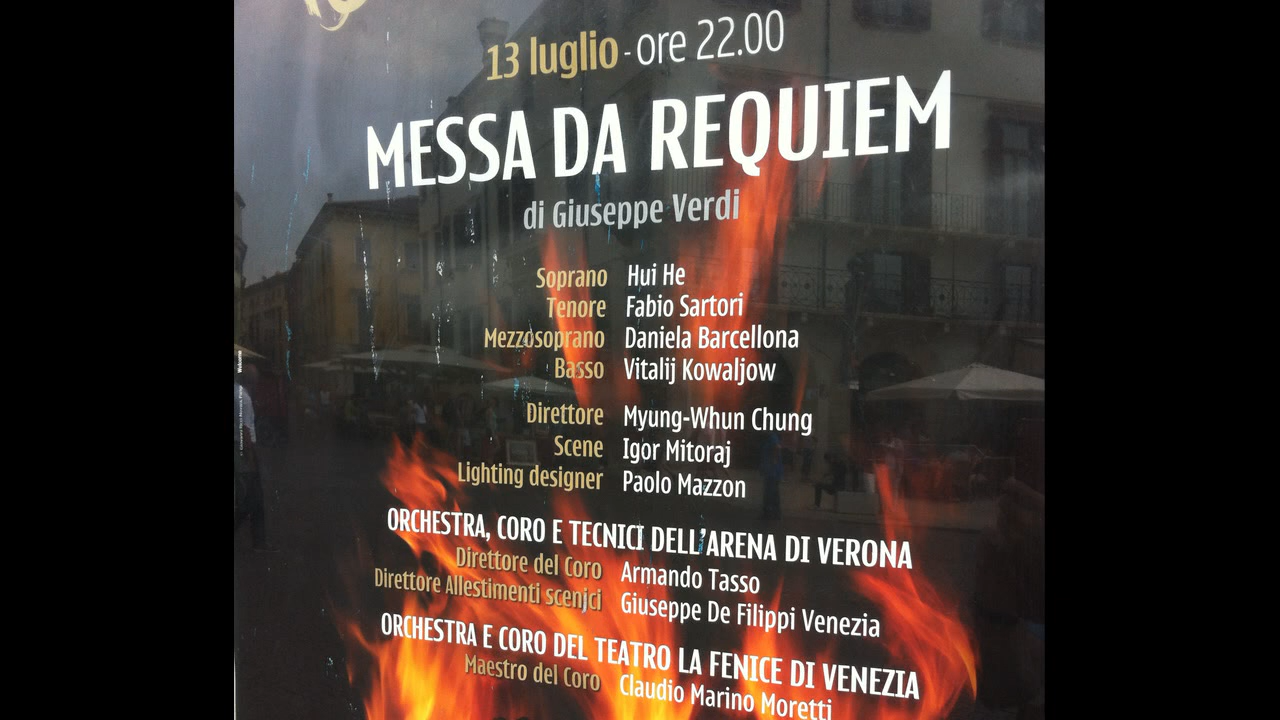 13 luglio - ore 22.00
MESSA DA REQUIEM
di Giuseppe Verdi
Soprano Hui He
Tenore Fabio Sartori
Mezzosoprano Daniela Barcellona
Basso Vitalij Kowaljow
Direttore Myung-Whun Chung
Scene Igor Mitoraj
Lighting designer Paolo Mazzon
ORCHESTRA, CORO E TECNICI DELL'ARENA DI VERONA
Direttore del Coro Armando Tasso
Direttore Allestimenti scenici Giuseppe De Filippi Venezia
ORCHESTRA E CORO DEL TEATRO LA FENICE DI VENEZIA
Maestro del Coro Claudio Marino Moretti